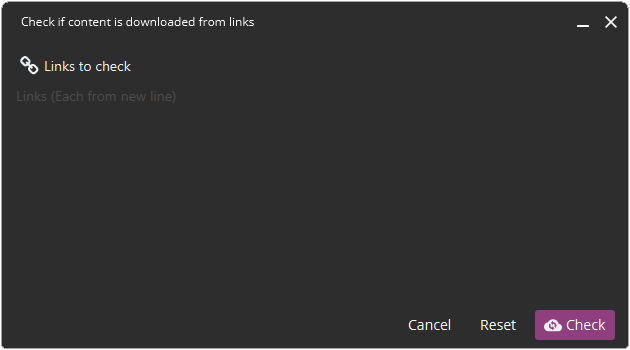 Check if content is downloaded from links
Links to check
Links (Each from new line)
Cancel Reset Check